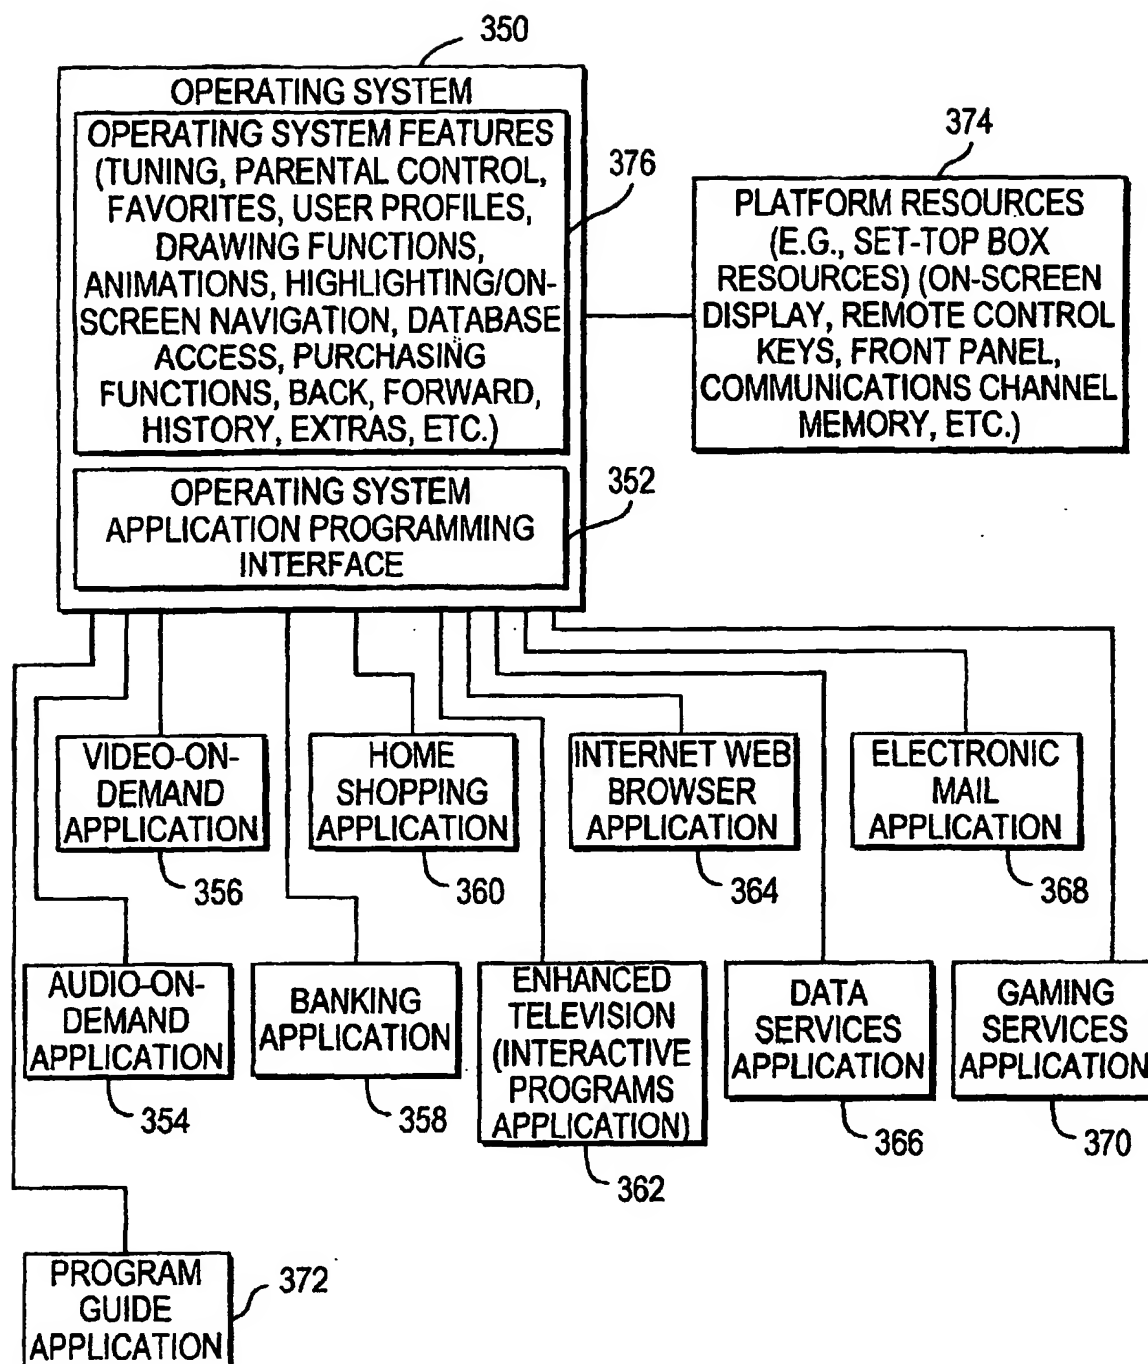 350
OPERATING SYSTEM
OPERATING SYSTEM FEATURES
(TUNING, PARENTAL CONTROL,
FAVORITES, USER PROFILES,
DRAWING FUNCTIONS,
ANIMATIONS, HIGHLIGHTING/ON-
SCREEN NAVIGATION, DATABASE
ACCESS, PURCHASING
FUNCTIONS, BACK, FORWARD,
HISTORY, EXTRAS, ETC.)
376
374
PLATFORM RESOURCES
(E.G., SET-TOP BOX
RESOURCES) (ON-SCREEN
DISPLAY, REMOTE CONTROL
KEYS, FRONT PANEL,
COMMUNICATIONS CHANNEL
MEMORY, ETC.)
OPERATING SYSTEM
APPLICATION PROGRAMMING
INTERFACE
352
VIDEO-ON-
DEMAND
APPLICATION
356
HOME
SHOPPING
APPLICATION
360
INTERNET WEB
BROWSER
APPLICATION
364
ELECTRONIC
MAIL
APPLICATION
368
AUDIO-ON-
DEMAND
APPLICATION
354
BANKING
APPLICATION
358
ENHANCED
TELEVISION
(INTERACTIVE
PROGRAMS
APPLICATION)
362
DATA
SERVICES
APPLICATION
366
GAMING
SERVICES
APPLICATION
370
PROGRAM
GUIDE
APPLICATION
372